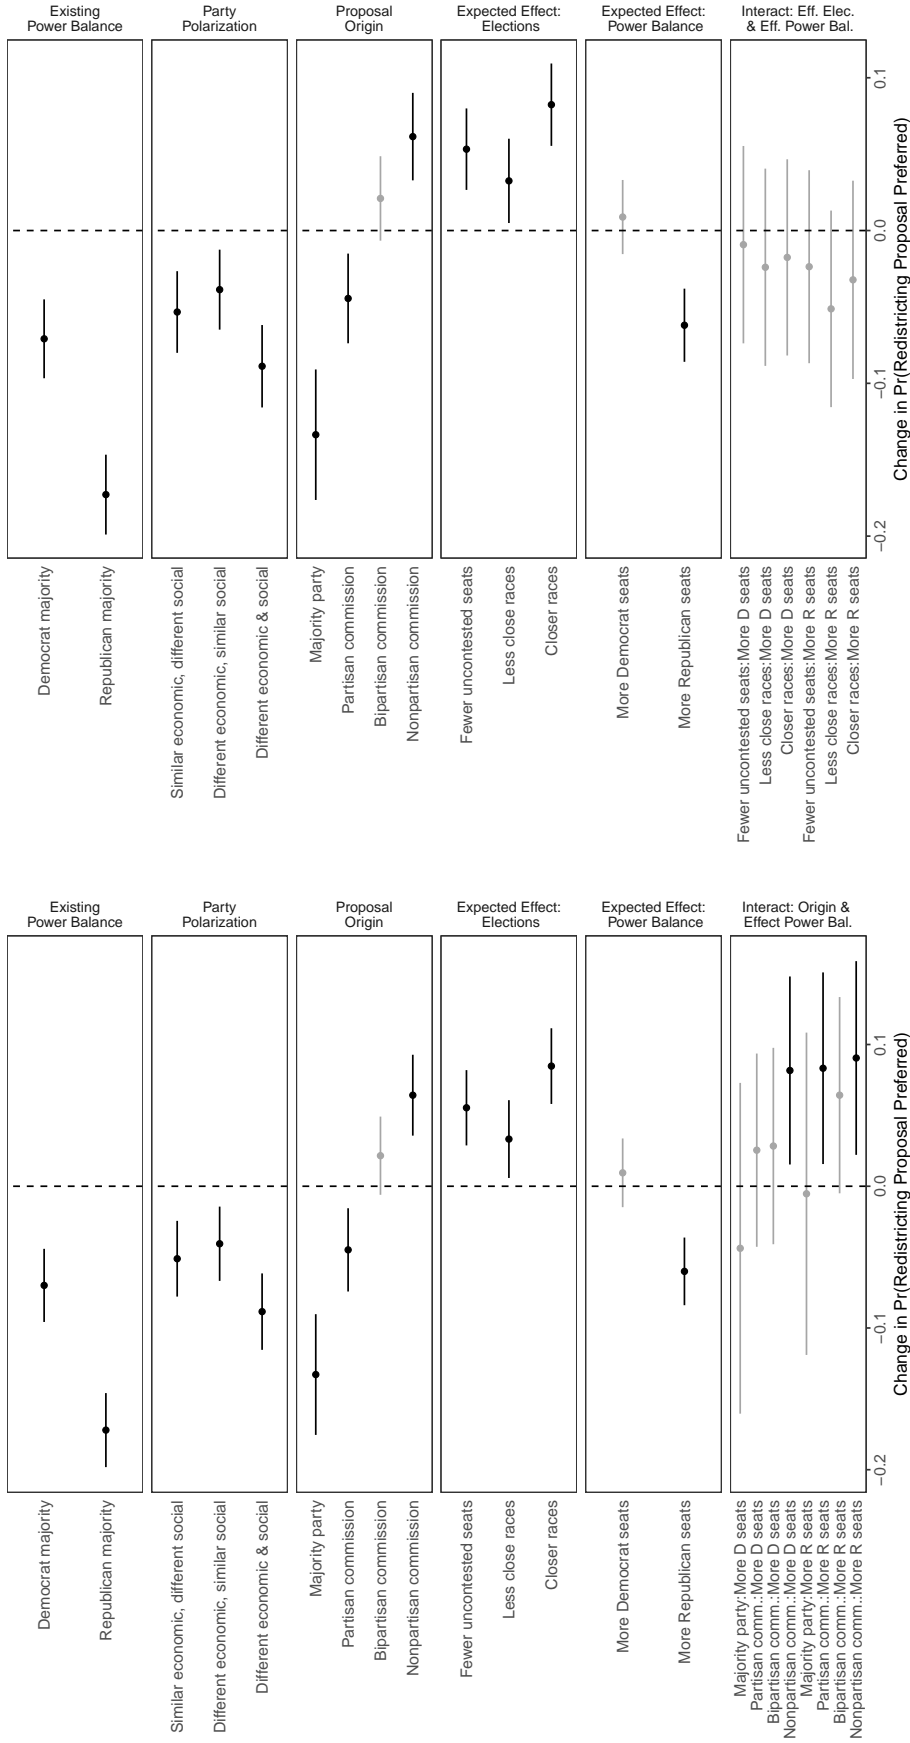 Existing
Power Balance
Party
Polarization
Proposal
Origin
Expected Effect:
Elections
Expected Effect:
Power Balance
Interact: Eff. Elec.
& Eff. Power Bal.
Democrat majority
Republican majority
Similar economic, different social
Different economic, similar social
Different economic & social
Majority party
Partisan commission
Bipartisan commission
Nonpartisan commission
Fewer uncontested seats
Less close races
Closer races
More Democrat seats
More Republican seats
Fewer uncontested seats:More D seats
Less close races:More D seats
Closer races:More D seats
Fewer uncontested seats:More R seats
Less close races:More R seats
Closer races:More R seats
−0.2
−0.1
0.0
0.1
Change in Pr(Redistricting Proposal Preferred)
Existing
Power Balance
Party
Polarization
Proposal
Origin
Expected Effect:
Elections
Expected Effect:
Power Balance
Interact: Origin &
Effect Power Bal.
Democrat majority
Republican majority
Similar economic, different social
Different economic, similar social
Different economic & social
Majority party
Partisan commission
Bipartisan commission
Nonpartisan commission
Fewer uncontested seats
Less close races
Closer races
More Democrat seats
More Republican seats
Majority party:More D seats
Partisan comm.:More D seats
Bipartisan comm.:More D seats
Nonpartisan comm.:More D seats
Majority party:More R seats
Partisan comm.:More R seats
Bipartisan comm.:More R seats
Nonpartisan comm.:More R seats
−0.2
−0.1
0.0
0.1
Change in Pr(Redistricting Proposal Preferred)